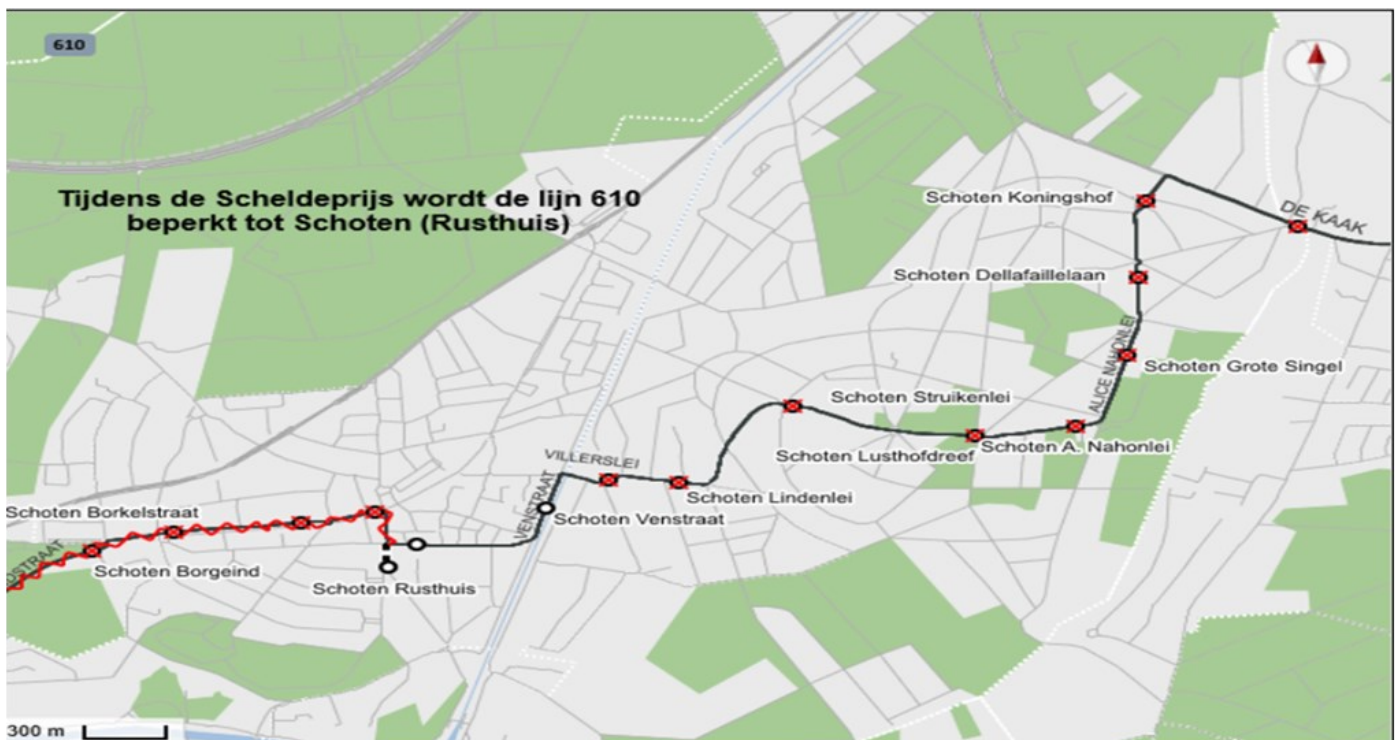 610
Tijdens de Scheldeprijs wordt de lijn 610
beperkt tot Schoten (Rusthuis)
Schoten Koningshof
DE KAAK
Schoten Dellafaillelaan
ALICE NAHONLEI
Schoten Grote Singel
Schoten Struikenlei
Schoten Lusthofdreef
Schoten A. Nahonlei
VILLERSLEI
Schoten Lindenlei
VENSTRAAT
Schoten Venstraat
Schoten Borkelstraat
DSTRAAT
Schoten Borgeind
Schoten Rusthuis
300 m